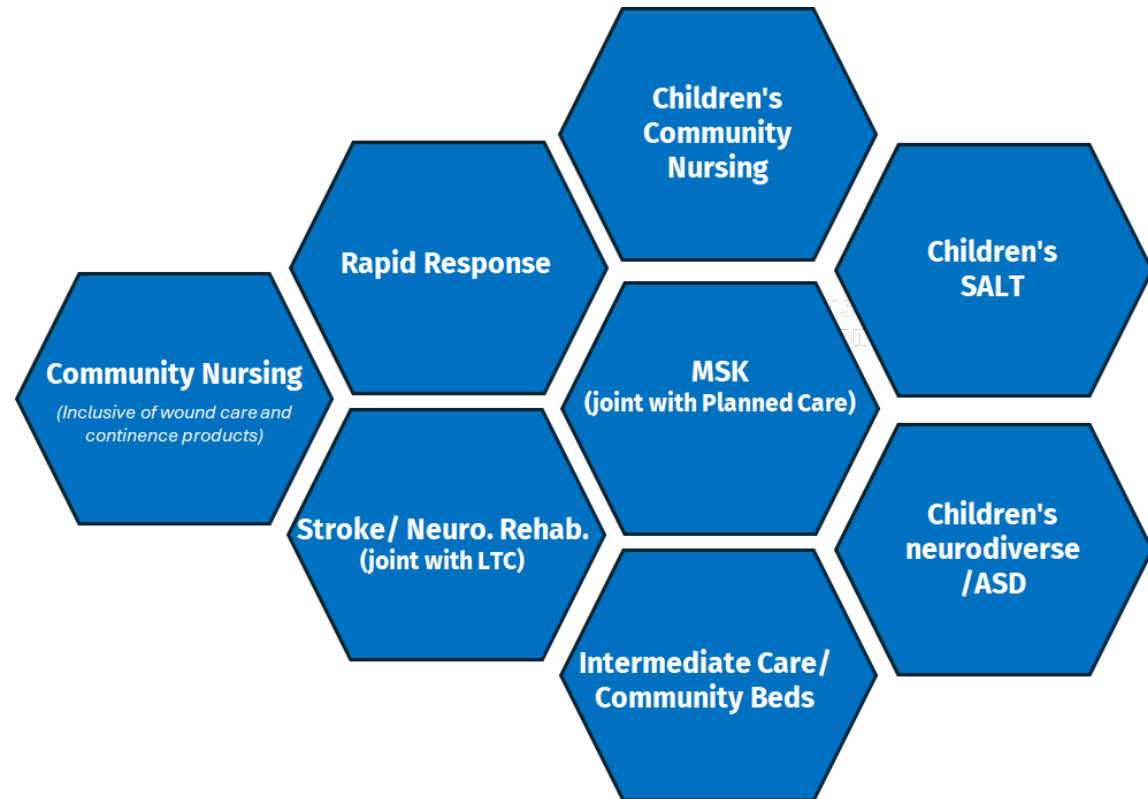 Children's
Community
Nursing
Rapid Response
Children's
SALT
Community Nursing
(Inclusive of wound care and
continence products)
MSK
(joint with Planned Care)
Stroke/ Neuro. Rehab.
(joint with LTC)
Children's
neurodiverse
/ASD
Intermediate Care/
Community Beds